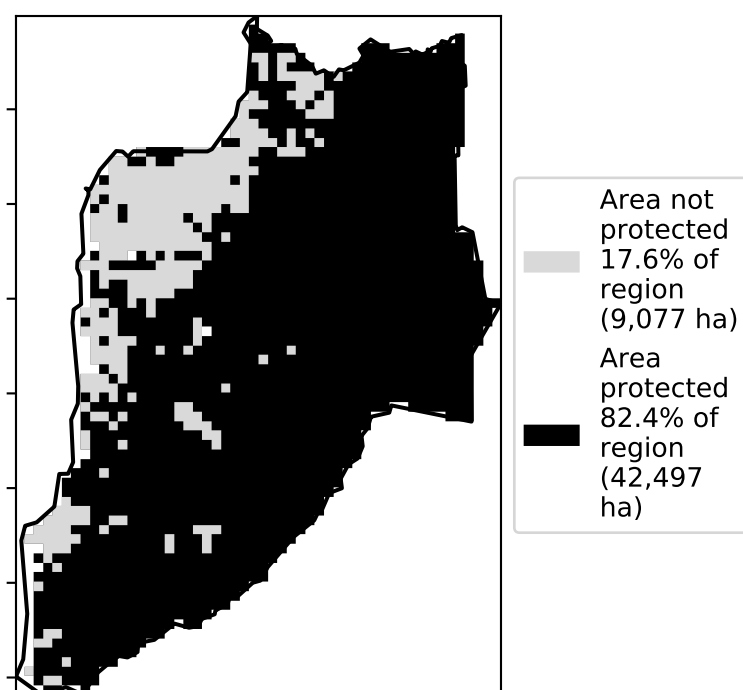 Area not
protected
17.6% of
region
(9,077 ha)
Area
protected
82.4% of
region
(42,497
ha)